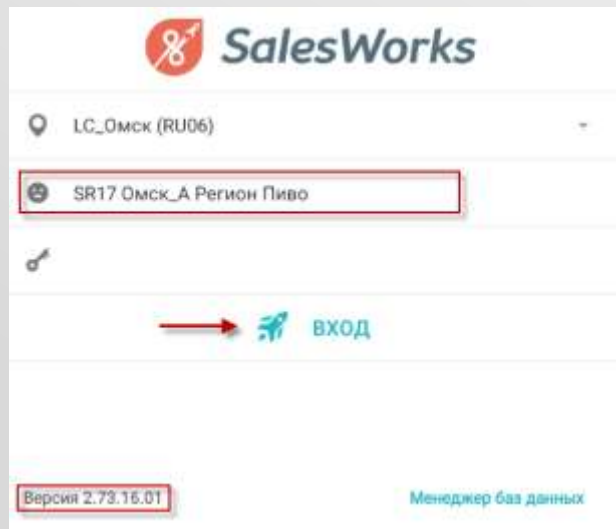 SalesWorks
LC_Омск (RU06)
SR17 Омск_А Регион Пиво
ВХОД
Версия 2.73.16.01
Менеджер баз данных